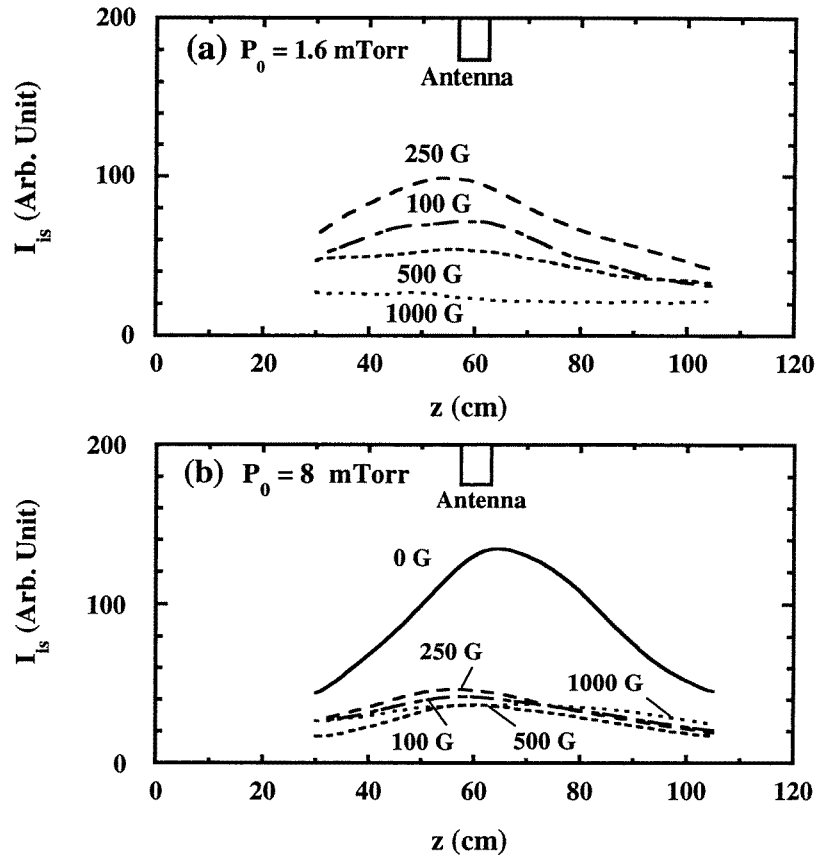 200
(a) P0 = 1.6 mTorr
Antenna
250 G
100
100 G
500 G
1000 G
0
Iis (Arb. Unit)
0 20 40 60 80 100 120
z (cm)
200
(b) P0 = 8 mTorr
Antenna
0 G
100
250 G
1000 G
100 G
500 G
0
Iis (Arb. Unit)
0 20 40 60 80 100 120
z (cm)